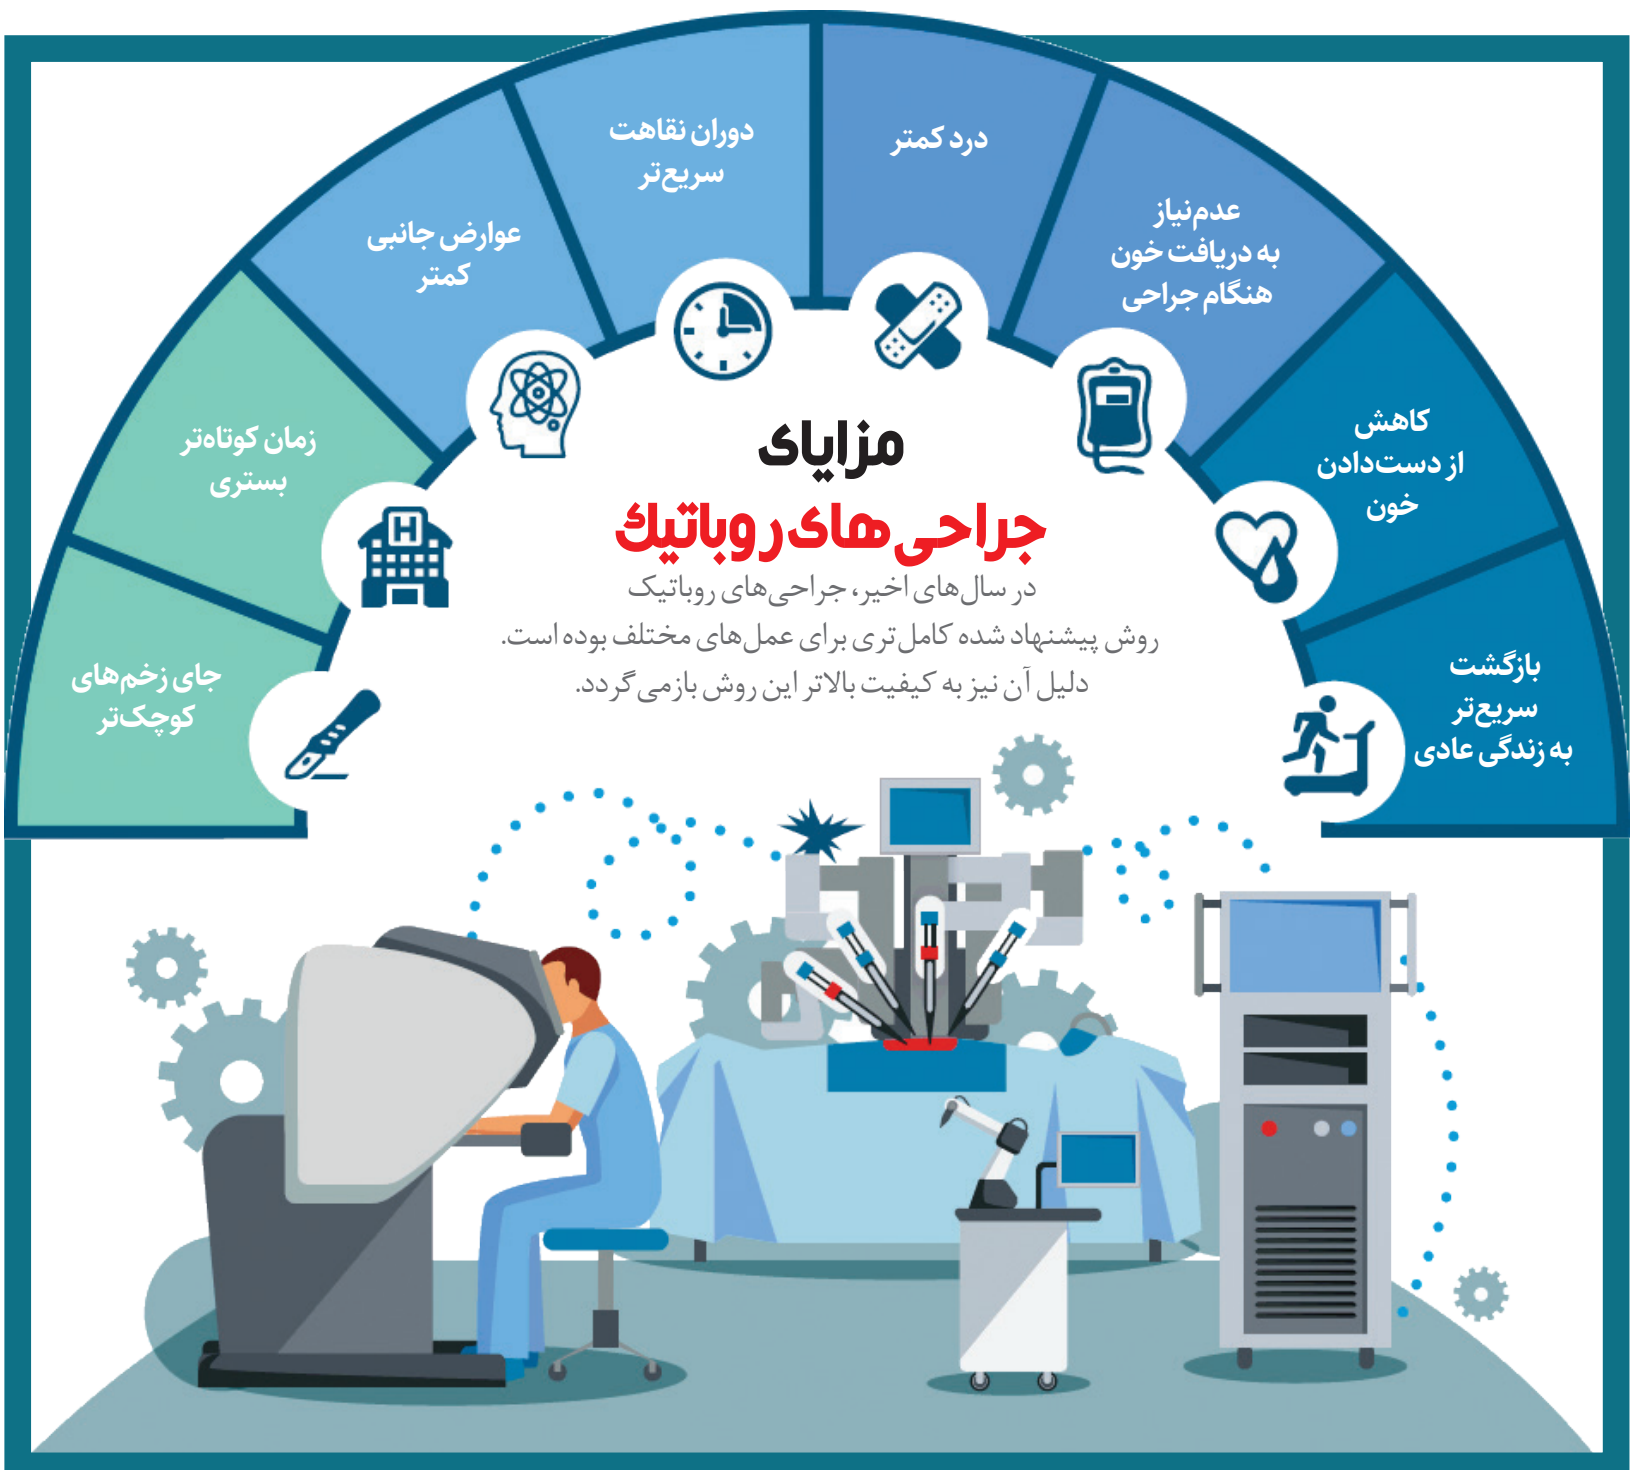 مزایای
جراحی‌های روباتیک
در سال‌های اخیر، جراحی‌های روباتیک
روش پیشنهاد شده کامل‌تری برای عمل‌های مختلف بوده است.
دلیل آن نیز به کیفیت بالاتر این روش بازمی‌گردد.
بازگشت
سریع‌تر
به زندگی عادی
کاهش
از دست‌دادن
خون
عدم‌نیاز
به دریافت خون
هنگام جراحی
درد کمتر
دوران نقاهت
سریع‌تر
عوارض جانبی
کمتر
زمان کوتاه‌تر
بستری
جای زخم‌های
کوچک‌تر
H